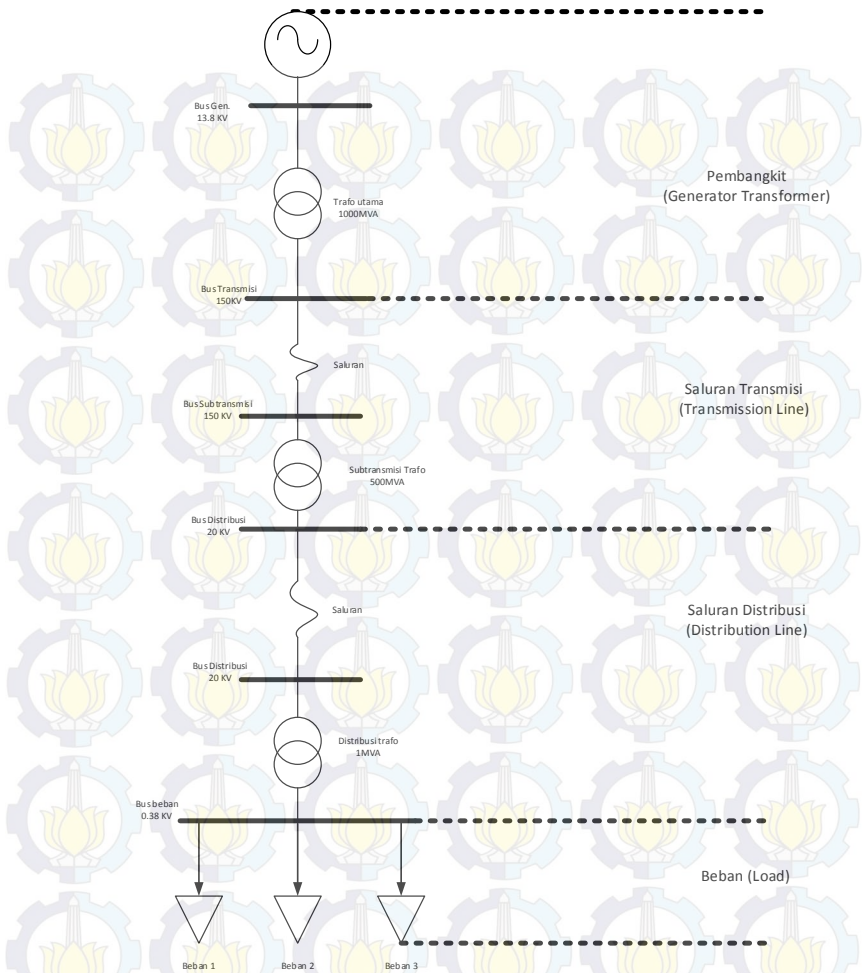 Bus Gen.
13.8 KV
Trafo utama
1000MVA
Pembangkit
(Generator Transformer)
Bus Transmisi
150KV
Saluran
Saluran Transmisi
(Transmission Line)
Bus Subtransmisi
150 KV
Subtransmisi Trafo
500MVA
Bus Distribusi
20 KV
Saluran
Saluran Distribusi
(Distribution Line)
Bus Distribusi
20 KV
Distribusi trafo
1MVA
Bus beban
0.38 KV
Beban (Load)
Beban 1
Beban 2
Beban 3